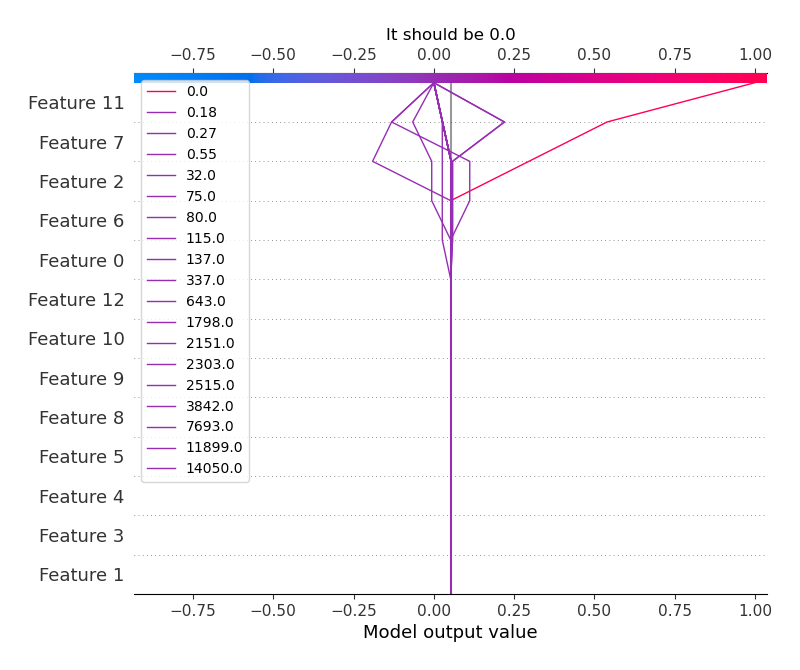 It should be 0.0
−0.75 −0.50 −0.25 0.00 0.25 0.50 0.75 1.00
Feature 11
Feature 7
Feature 2
Feature 6
Feature 0
Feature 12
Feature 10
Feature 9
Feature 8
Feature 5
Feature 4
Feature 3
Feature 1
0.0
0.18
0.27
0.55
32.0
75.0
80.0
115.0
137.0
337.0
643.0
1798.0
2151.0
2303.0
2515.0
3842.0
7693.0
11899.0
14050.0
−0.75 −0.50 −0.25 0.00 0.25 0.50 0.75 1.00
Model output value